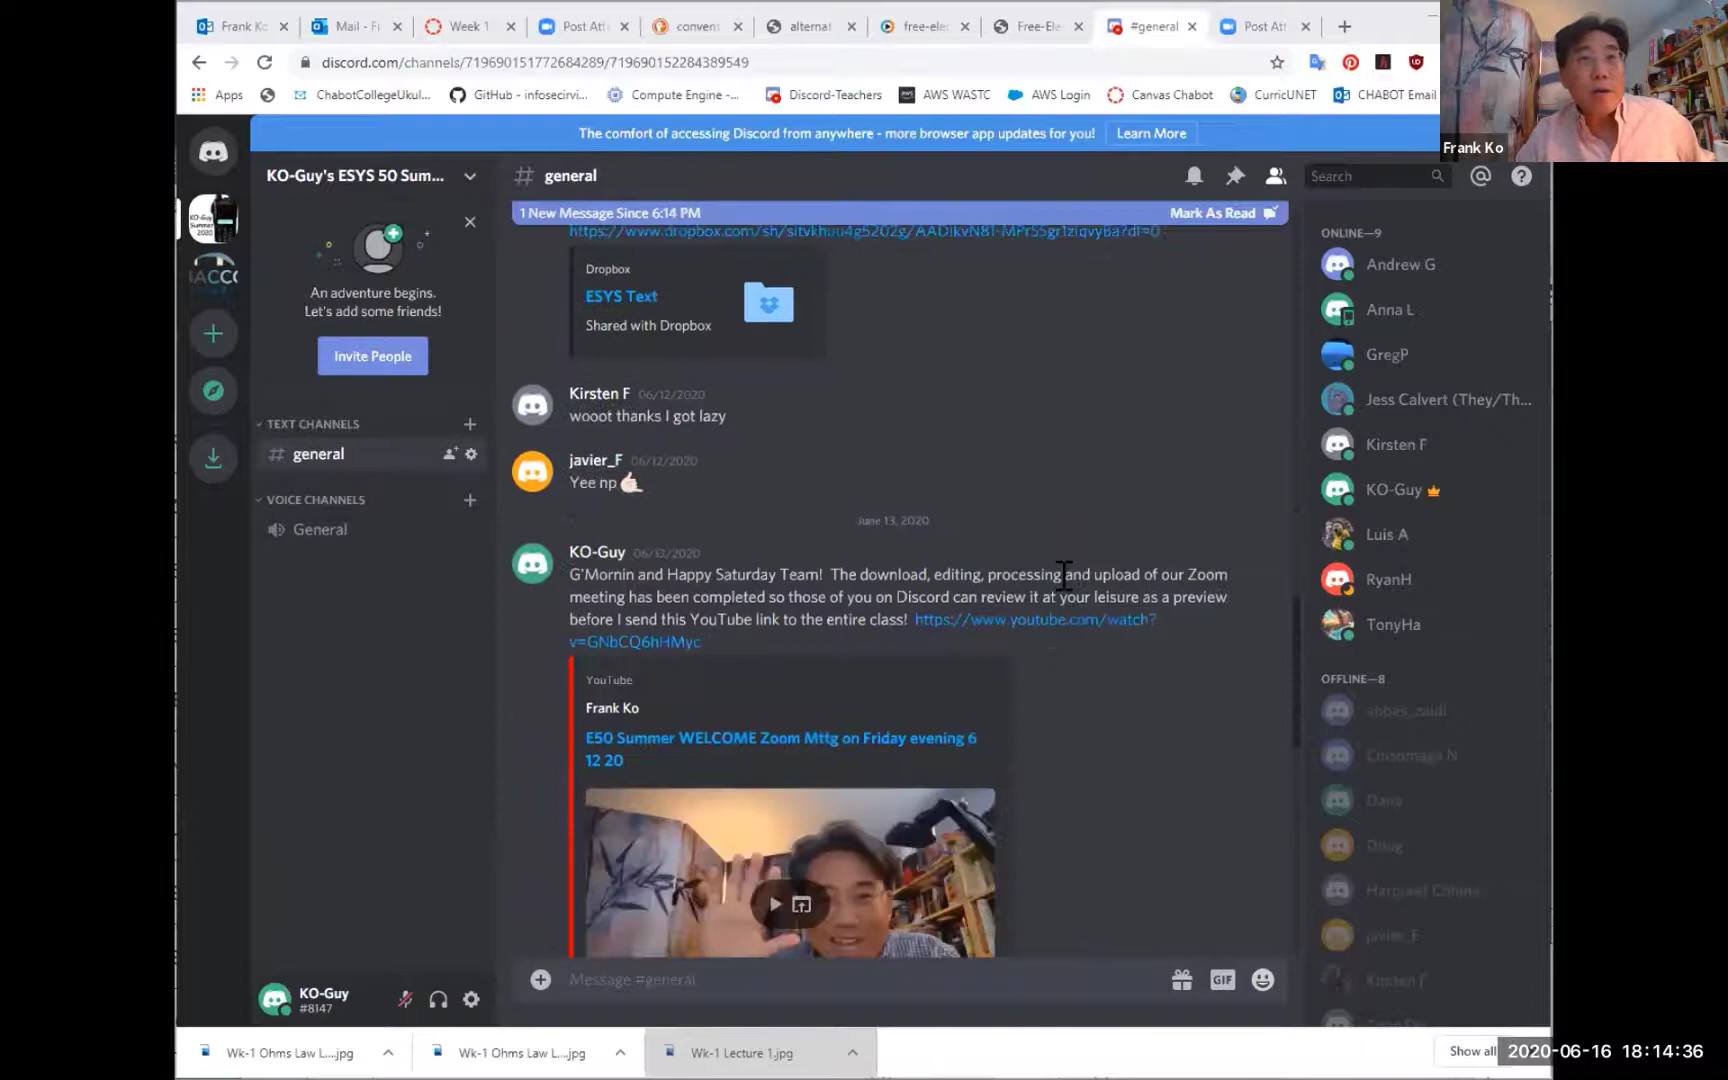 Frank Ko
Mail - Fr
Week 1
Post Att
convent
alternat
free-elec
Free-Ele
#general
Post Att
discord.com/channels/719690151772684289/719690152284389549
Apps
ChabotCollegeUkul...
GitHub - infosecirvi...
Compute Engine -...
Discord-Teachers
AWS WASTC
AWS Login
Canvas Chabot
CurricUNET
CHABOT Email
Frank Ko
The comfort of accessing Discord from anywhere - more browser app updates for you!
Learn More
KO-Guy's ESYS 50 Sum...
# general
Search
1 New Message Since 6:14 PM
Mark As Read
KO-Guy
Summer
2020
An adventure begins.
Let's add some friends!
Invite People
TEXT CHANNELS
# general
VOICE CHANNELS
General
Dropbox
ESYS Text
Shared with Dropbox
Kirsten F 06/12/2020
wooot thanks I got lazy
javier_F 06/12/2020
Yee np
June 13, 2020
KO-Guy 06/13/2020
G'Mornin and Happy Saturday Team! The download, editing, processing and upload of our Zoom
meeting has been completed so those of you on Discord can review it at your leisure as a preview
before I send this YouTube link to the entire class! https://www.youtube.com/watch?
v=GNbCQ6hHMyc
YouTube
Frank Ko
E50 Summer WELCOME Zoom Mttg on Friday evening 6
12 20
Message #general
GIF
ONLINE—9
Andrew G
Anna L
GregP
Jess Calvert (They/Th...
Kirsten F
KO-Guy
Luis A
RyanH
TonyHa
OFFLINE—8
abbas_zaidi
Dana
Doug
javier_F
Kirsten F
KO-Guy
#8147
Wk-1 Ohms Law L....jpg
Wk-1 Ohms Law L....jpg
Wk-1 Lecture 1.jpg
Show all
2020-06-16 18:14:36